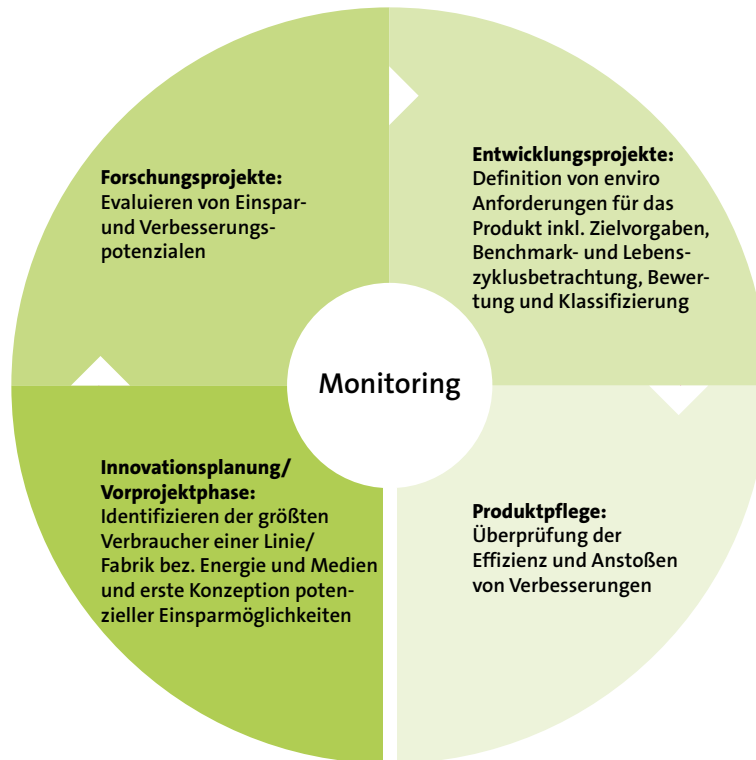 Forschungsprojekte:
Evaluieren von Einspar-
und Verbesserungs-
potenzialen
Entwicklungsprojekte:
Definition von enviro
Anforderungen für das
Produkt inkl. Zielvorgaben,
Benchmark- und Lebens-
zyklusbetrachtung, Bewer-
tung und Klassifizierung
Monitoring
Innovationsplanung/
Vorprojektphase:
Identifizieren der größten
Verbraucher einer Linie/
Fabrik bez. Energie und Medien
und erste Konzeption poten-
zieller Einsparmöglichkeiten
Produktpflege:
Überprüfung der
Effizienz und Anstoßen
von Verbesserungen